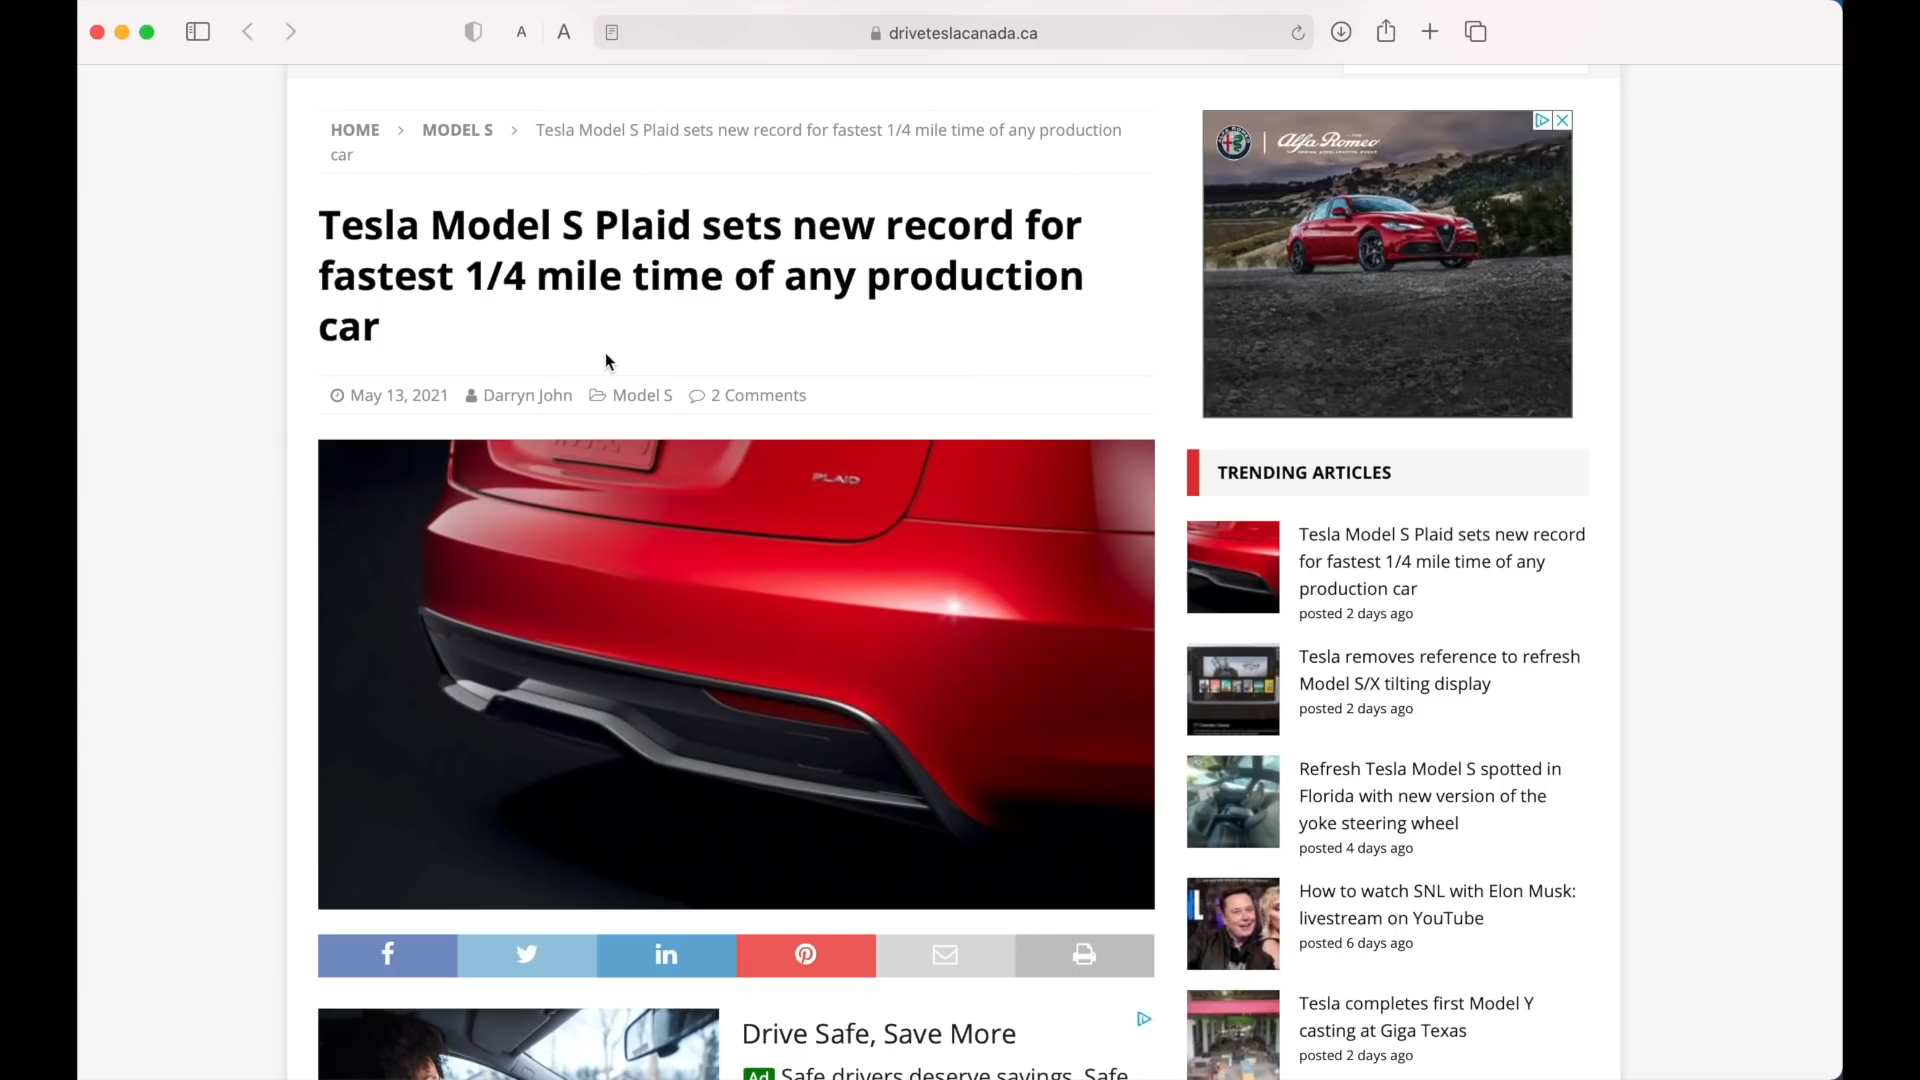 A A driveteslacanada.ca
HOME > MODEL S > Tesla Model S Plaid sets new record for fastest 1/4 mile time of any production
car
Tesla Model S Plaid sets new record for
fastest 1/4 mile time of any production
car
May 13, 2021 Darryn John Model S 2 Comments
PLAID
Alfa Romeo
TRENDING ARTICLES
Tesla Model S Plaid sets new record
for fastest 1/4 mile time of any
production car
posted 2 days ago
Tesla removes reference to refresh
Model S/X tilting display
posted 2 days ago
Refresh Tesla Model S spotted in
Florida with new version of the
yoke steering wheel
posted 4 days ago
How to watch SNL with Elon Musk:
livestream on YouTube
posted 6 days ago
Tesla completes first Model Y
casting at Giga Texas
posted 2 days ago
f in
Drive Safe, Save More
Ad Safe drivers deserve savings. Safe